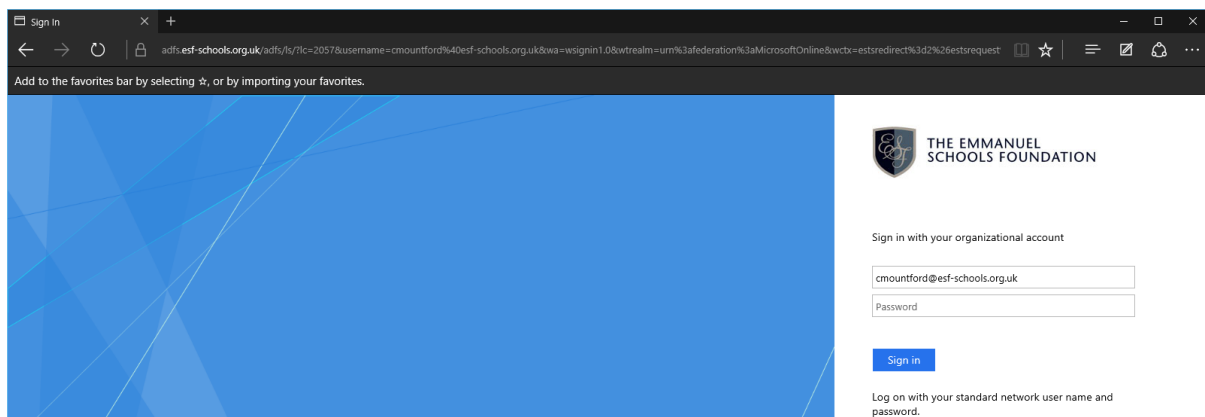 Sign In
adfs.esf-schools.org.uk/adfs/ls/?lc=2057&username=cmountford%40esf-schools.org.uk&wa=wsignin1.0&wtrealm=urn%3afederation%3aMicrosoftOnline&wctx=estsredirect%3d2%26estsrequest
Add to the favorites bar by selecting ☆, or by importing your favorites.
ESF
THE EMMANUEL
SCHOOLS FOUNDATION
Sign in with your organizational account
cmountford@esf-schools.org.uk
Password
Sign in
Log on with your standard network user name and
password.